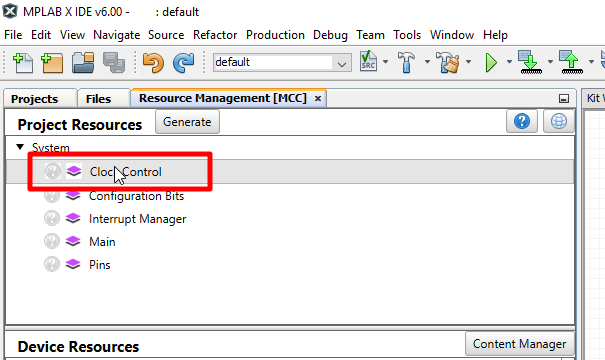 MPLAB X IDE v6.00 - : default
File Edit View Navigate Source Refactor Production Debug Team Tools Window Help
default
SRC
Projects Files Resource Management [MCC] × Kit
Project Resources Generate ?
System
? Clock Control
? Configuration Bits
? Interrupt Manager
? Main
? Pins
Device Resources Content Manager